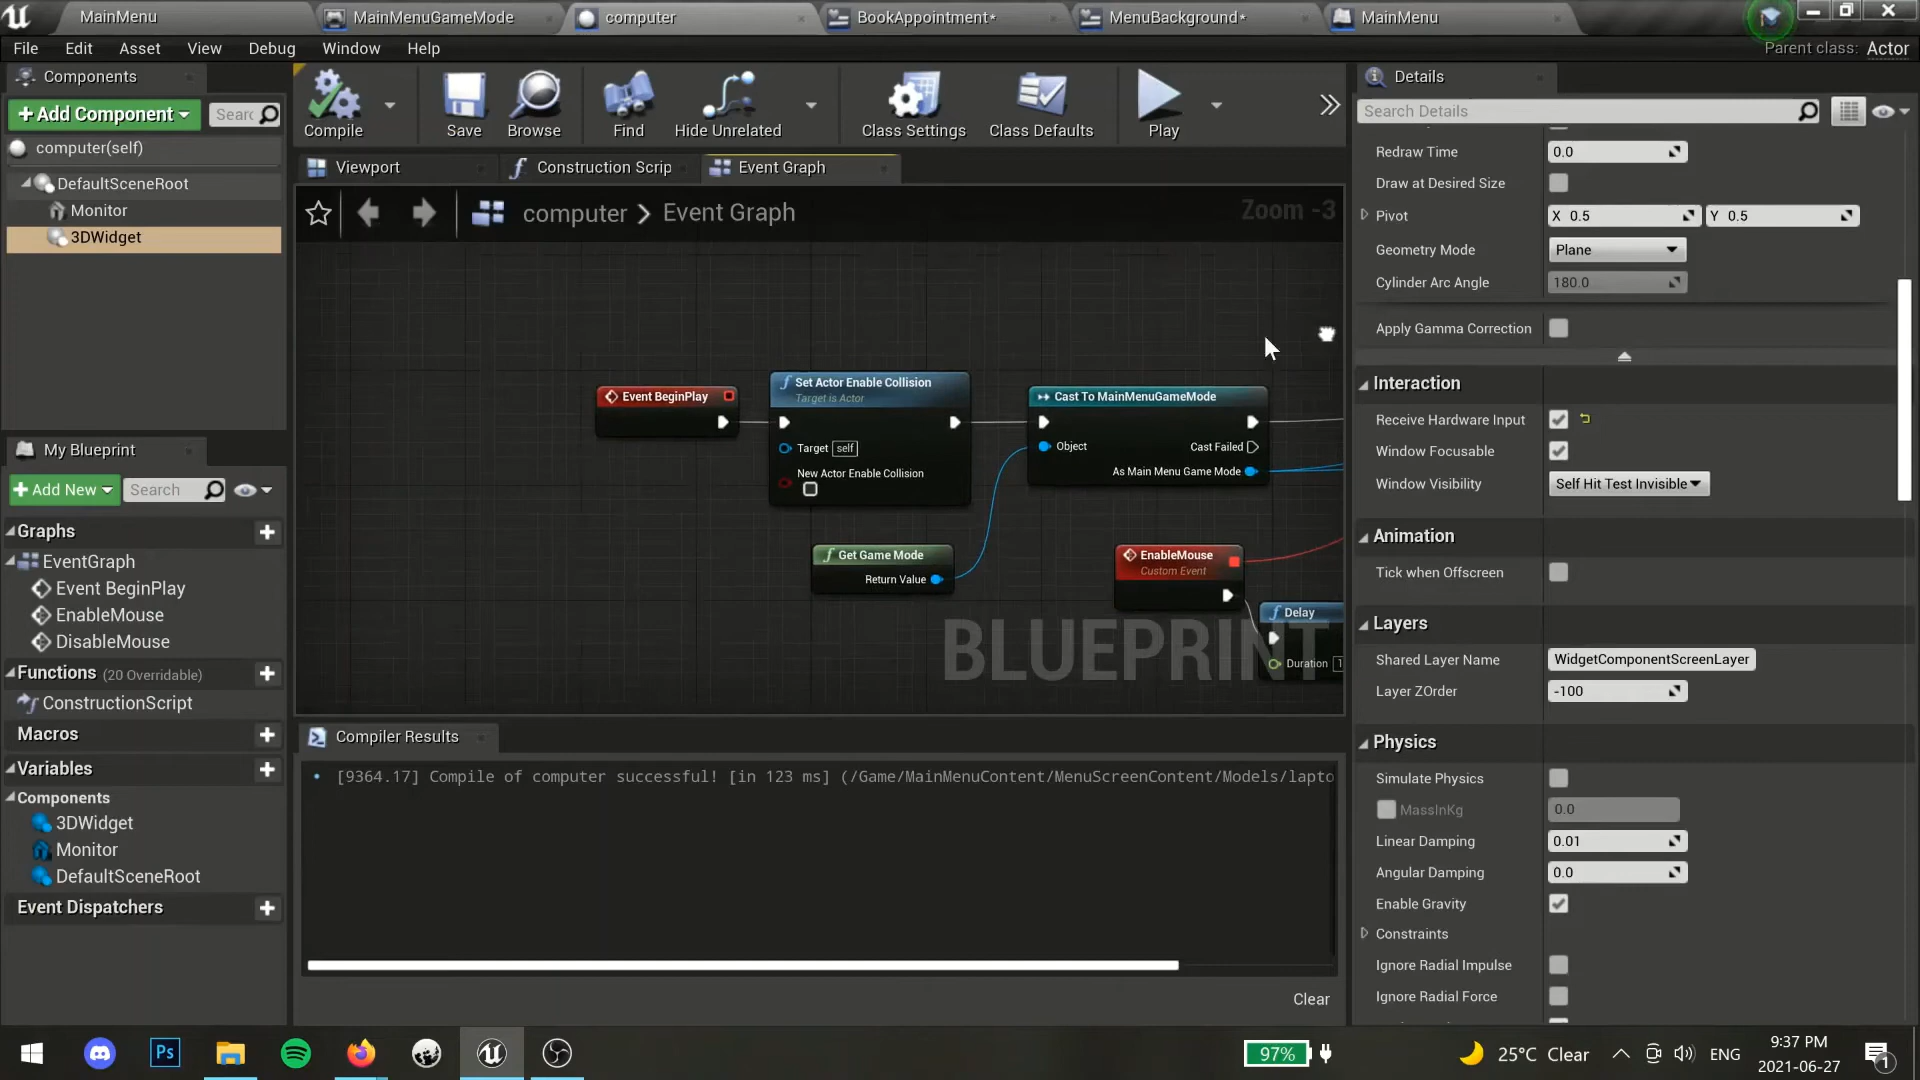 MainMenu
MainMenuGameMode
computer
BookAppointment*
MenuBackground*
MainMenu
File Edit Asset View Debug Window Help
Parent class: Actor
Components
+Add Component
Sear
computer(self)
DefaultSceneRoot
Monitor
3DWidget
My Blueprint
+Add New
Search
Graphs
EventGraph
Event BeginPlay
EnableMouse
DisableMouse
Functions (20 Overridable)
ConstructionScript
Macros
Variables
Components
3DWidget
Monitor
DefaultSceneRoot
Event Dispatchers
Compile
Save
Browse
Find
Hide Unrelated
Class Settings
Class Defaults
Play
Viewport
Construction Scrip
Event Graph
computer > Event Graph
Zoom -3
Event BeginPlay
Set Actor Enable Collision
Target is Actor
Target self
New Actor Enable Collision
Cast To MainMenuGameMode
Object
Cast Failed
As Main Menu Game Mode
Get Game Mode
Return Value
EnableMouse
Custom Event
Delay
Duration 1
BLUEPRINT
Compiler Results
[9364.17] Compile of computer successful! [in 123 ms] (/Game/MainMenuContent/MenuScreenContent/Models/lapto
Clear
Details
Search Details
Redraw Time 0.0
Draw at Desired Size
Pivot X 0.5 Y 0.5
Geometry Mode Plane
Cylinder Arc Angle 180.0
Apply Gamma Correction
Interaction
Receive Hardware Input
Window Focusable
Window Visibility Self Hit Test Invisible
Animation
Tick when Offscreen
Layers
Shared Layer Name WidgetComponentScreenLayer
Layer ZOrder -100
Physics
Simulate Physics
MassInKg 0.0
Linear Damping 0.01
Angular Damping 0.0
Enable Gravity
Constraints
Ignore Radial Impulse
Ignore Radial Force
Ps
97%
25°C Clear
ENG
9:37 PM
2021-06-27
1